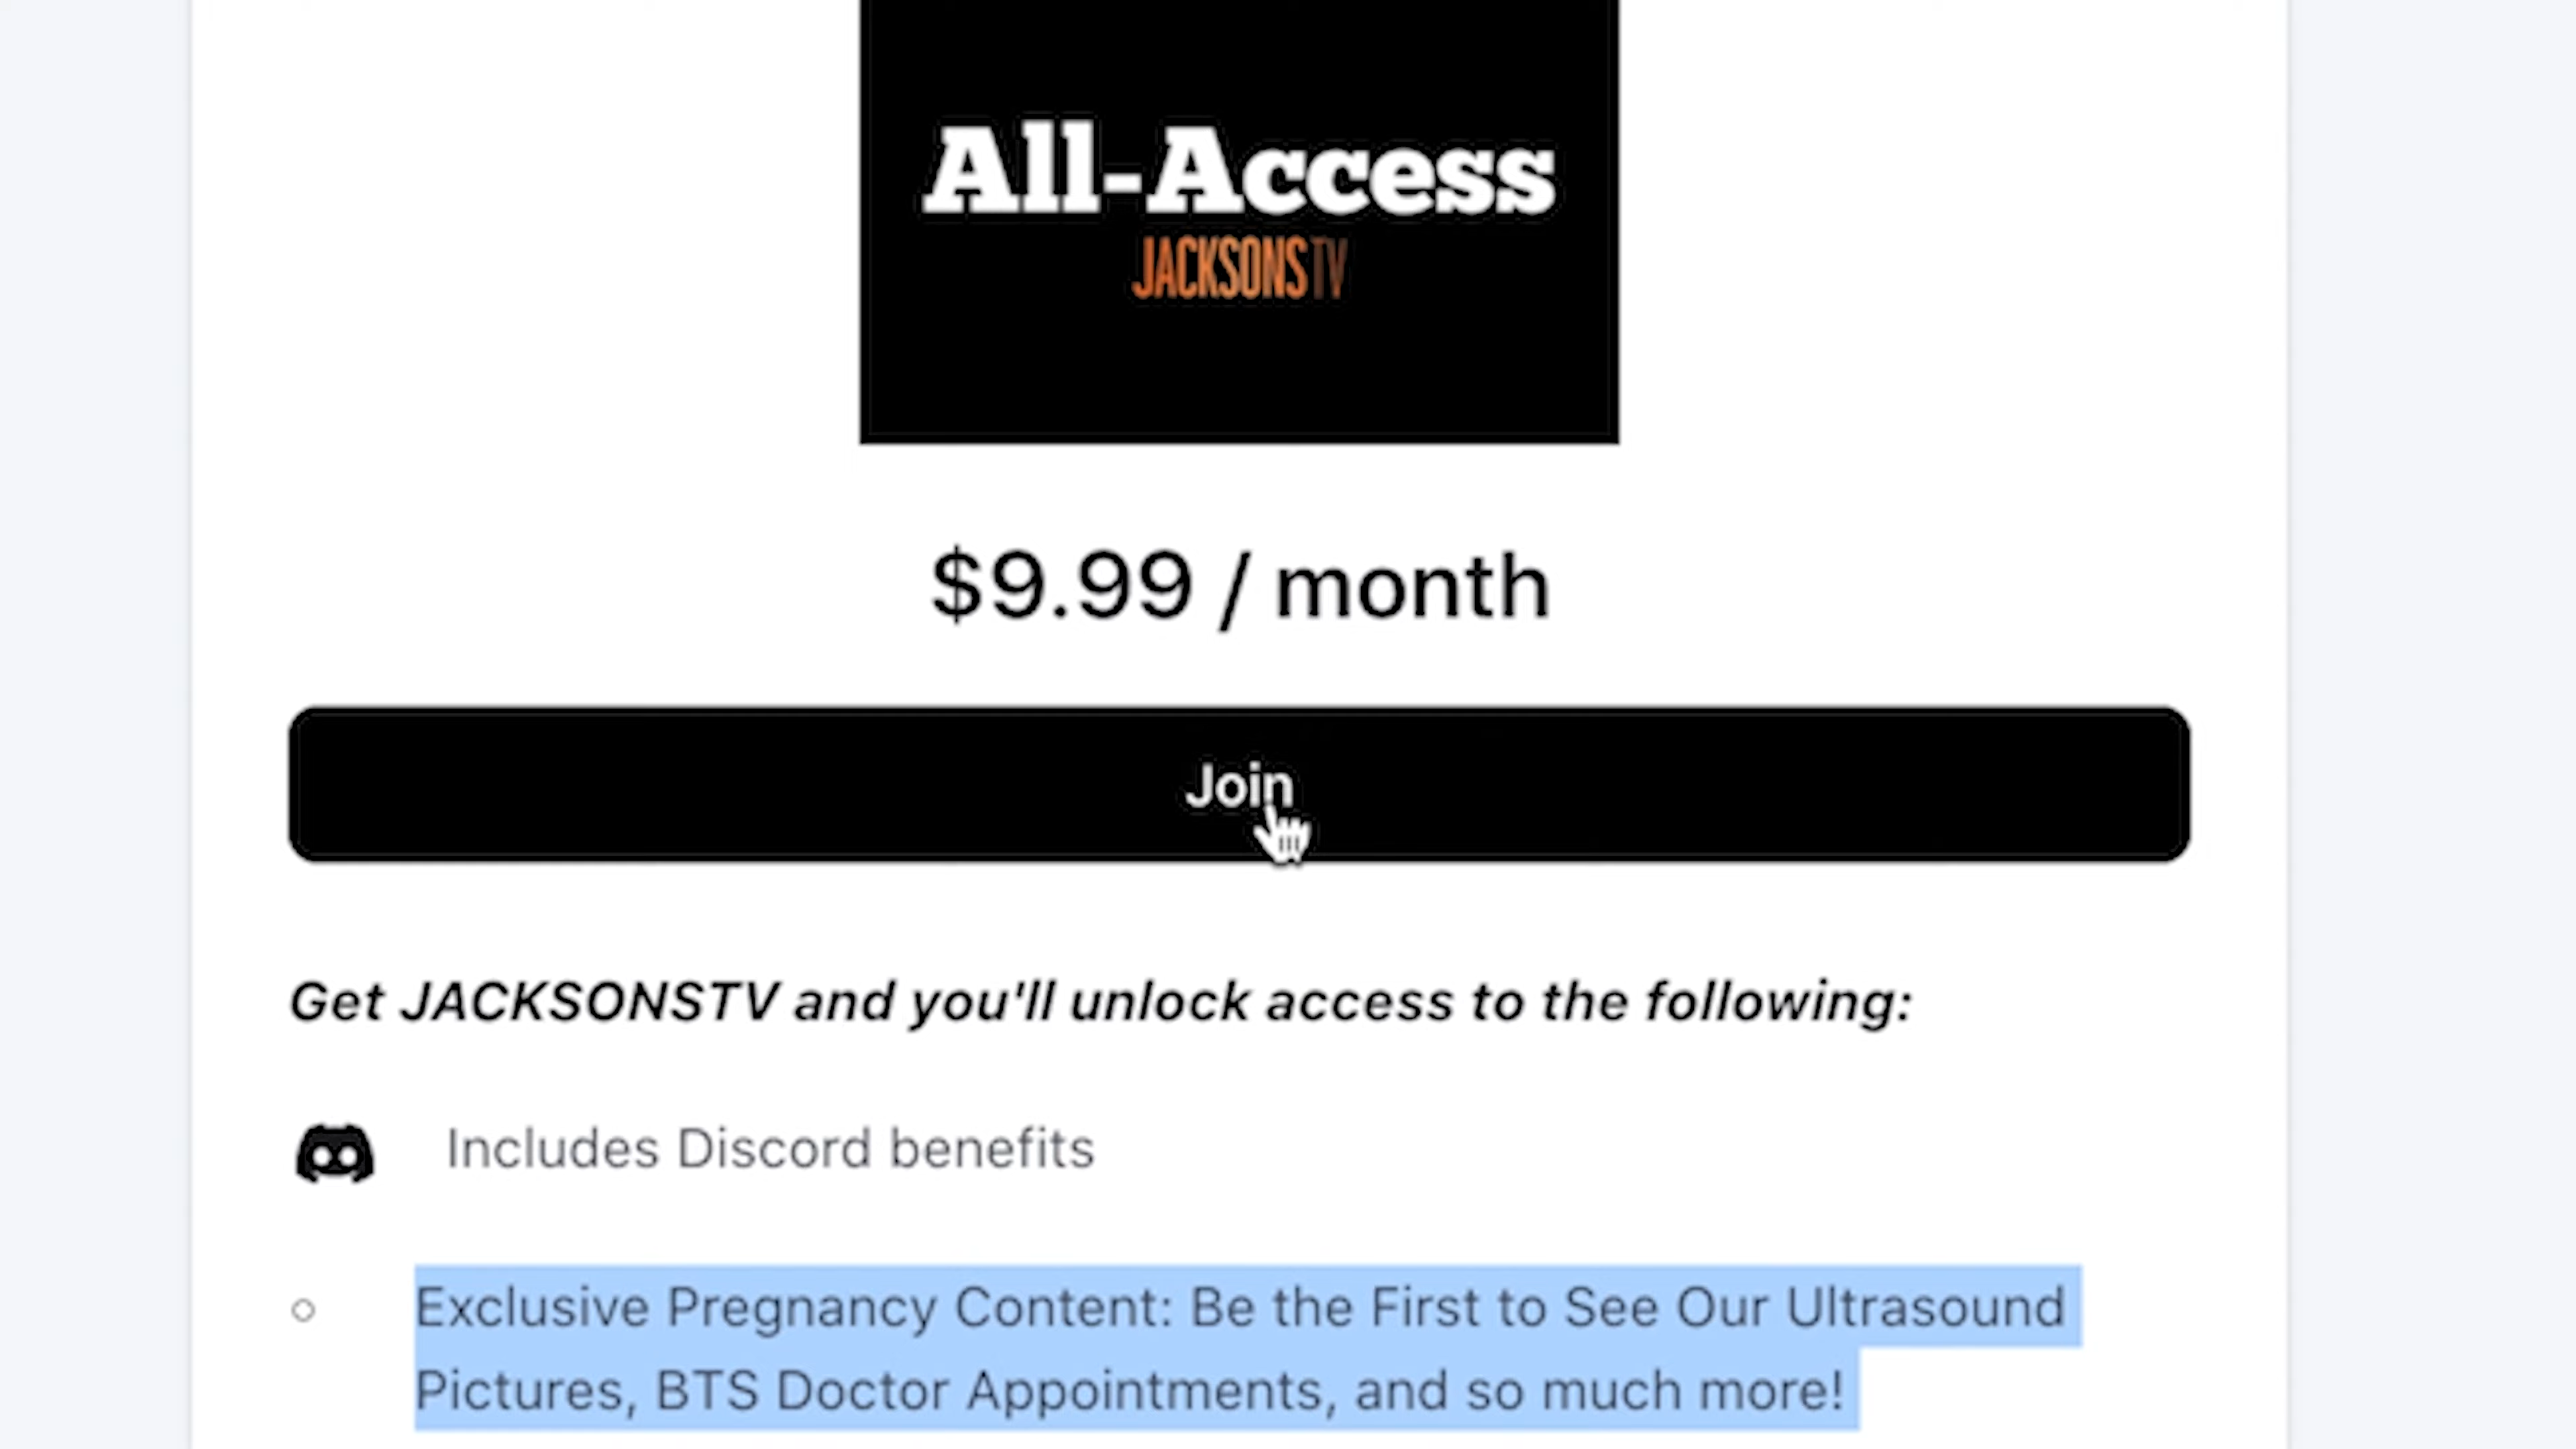 All-Access
JACKSONSTV
$9.99 / month
Join
Get JACKSONSTV and you'll unlock access to the following:
Includes Discord benefits
Exclusive Pregnancy Content: Be the First to See Our Ultrasound
Pictures, BTS Doctor Appointments, and so much more!